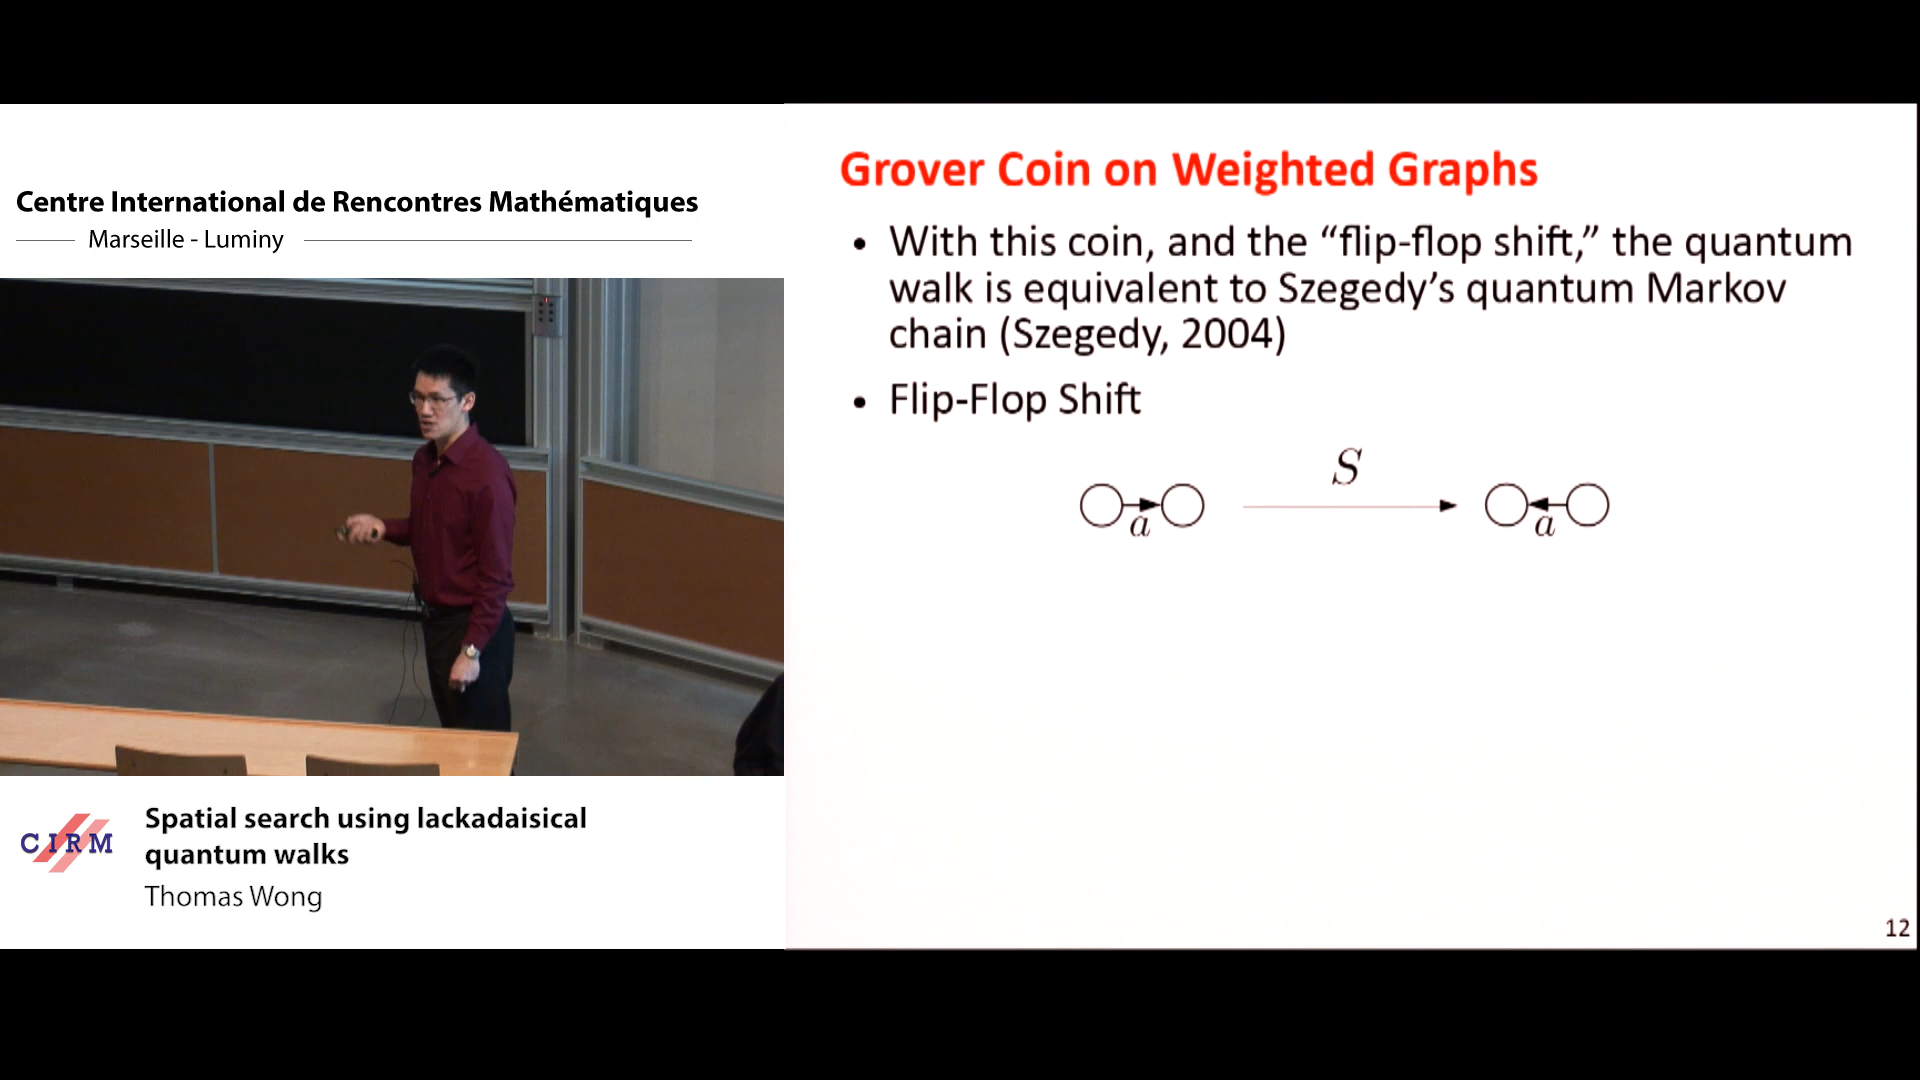 Centre International de Rencontres Mathématiques
Marseille - Luminy
CIRM
Spatial search using lackadaisical
quantum walks
Thomas Wong
Grover Coin on Weighted Graphs
• With this coin, and the “flip-flop shift,” the quantum
walk is equivalent to Szegedy’s quantum Markov
chain (Szegedy, 2004)
• Flip-Flop Shift
S
a a
12